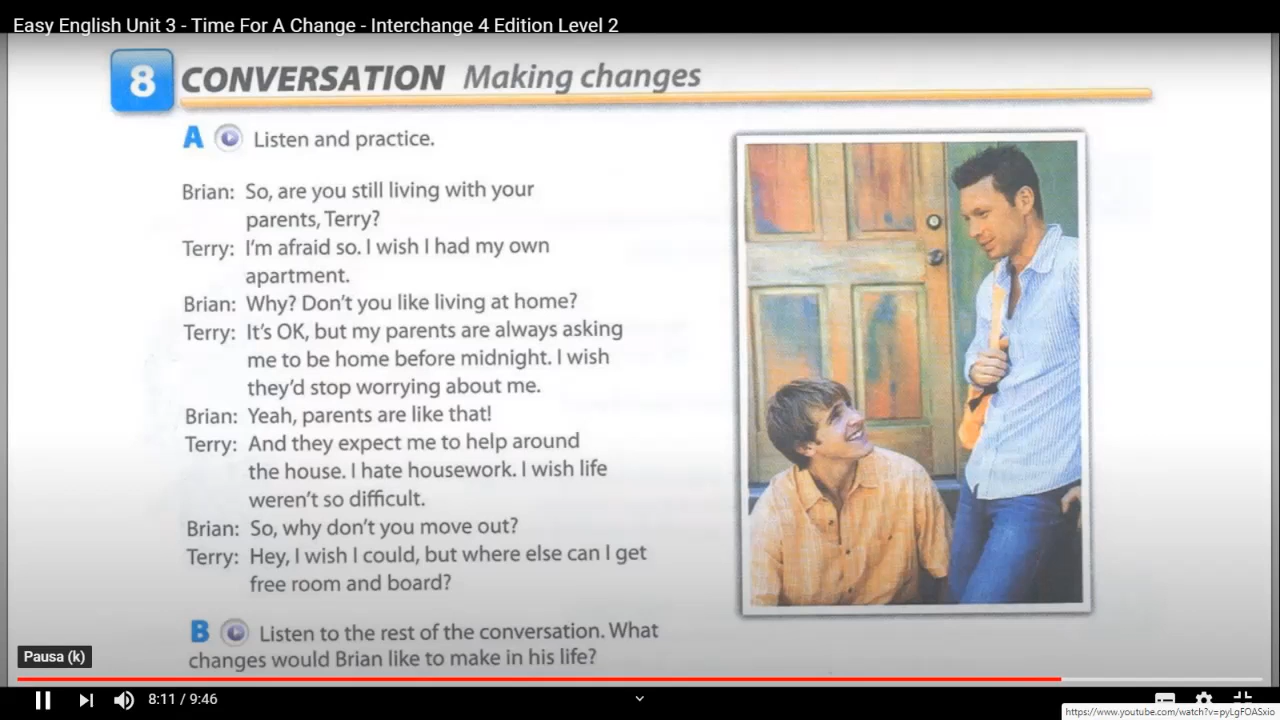 Easy English Unit 3 - Time For A Change - Interchange 4 Edition Level 2
8 CONVERSATION Making changes
A Listen and practice.
Brian: So, are you still living with your
parents, Terry?
Terry: I'm afraid so. I wish I had my own
apartment.
Brian: Why? Don't you like living at home?
Terry: It's OK, but my parents are always asking
me to be home before midnight. I wish
they'd stop worrying about me.
Brian: Yeah, parents are like that!
Terry: And they expect me to help around
the house. I hate housework. I wish life
weren't so difficult.
Brian: So, why don't you move out?
Terry: Hey, I wish I could, but where else can I get
free room and board?
B Listen to the rest of the conversation. What
changes would Brian like to make in his life?
Pausa (k)
8:11 / 9:46
https://www.youtube.com/watch?v=pyLgFOASxio